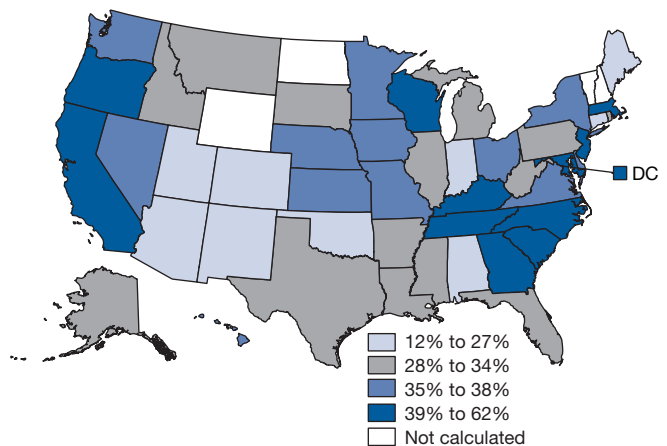 DC
12% to 27%
28% to 34%
35% to 38%
39% to 62%
Not calculated